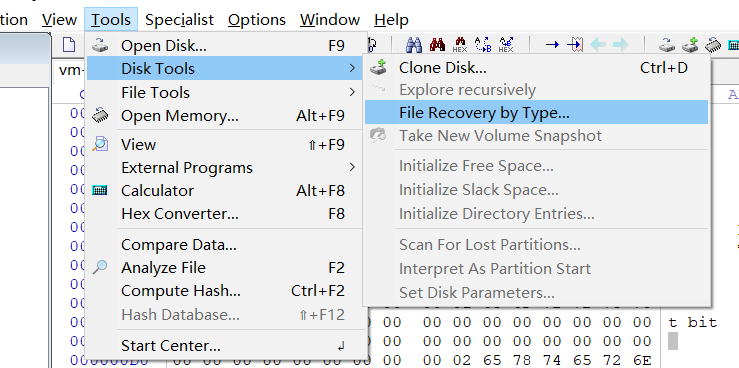 tion View Tools Specialist Options Window Help
Open Disk... F9
Disk Tools
File Tools
Open Memory... Alt+F9
View ⇧+F9
External Programs
Calculator Alt+F8
Hex Converter... F8
Compare Data...
Analyze File F2
Compute Hash... Ctrl+F2
Hash Database... ⇧+F12
Start Center... ↲
Clone Disk... Ctrl+D
Explore recursively
File Recovery by Type...
Take New Volume Snapshot
Initialize Free Space...
Initialize Slack Space...
Initialize Directory Entries...
Scan For Lost Partitions...
Interpret As Partition Start
Set Disk Parameters...
vm-
HEX HEX
t bit
000000D0 00 00 00 00 00 00 00 00 00 02 65 78 74 65 72 6E